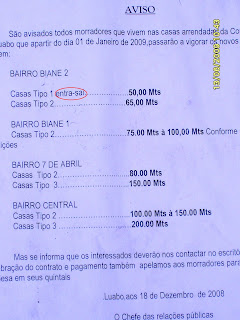 AVISO
São avisados todos morradores que vivem nas casas arrendada da Co
Luabo que apartir do dia 01 de Janeiro de 2009,passarão a vigorar
novos
em:
BAIRRO BIANE 2
Casas Tipo 1 entra-sai........................50,00 Mts
Casas Tipo 2........................65,00 Mts
BAIRRO BIANE 1
Casas Tipo 2........................75.00 Mts à 100,00 Conforme
ições
BAIRRO 7 DE ABRIL
Casas Tipo 2........................80.00 Mts
Casas Tipo 3........................150.00 Mts
BAIRRO CENTRAL
Casas Tipo 2........................100.00 Mts à 150.00 Mts
Casas Tipo 3........................200.00 Mts
Mas se informa que os interessados deverão nos contactar no escritó
bração do contrato e pagamento também apelamos aos morradores para
esa em seus quintais
Luabo,aos 18 de Dezembro de 2008
O Chefe das relações públicas